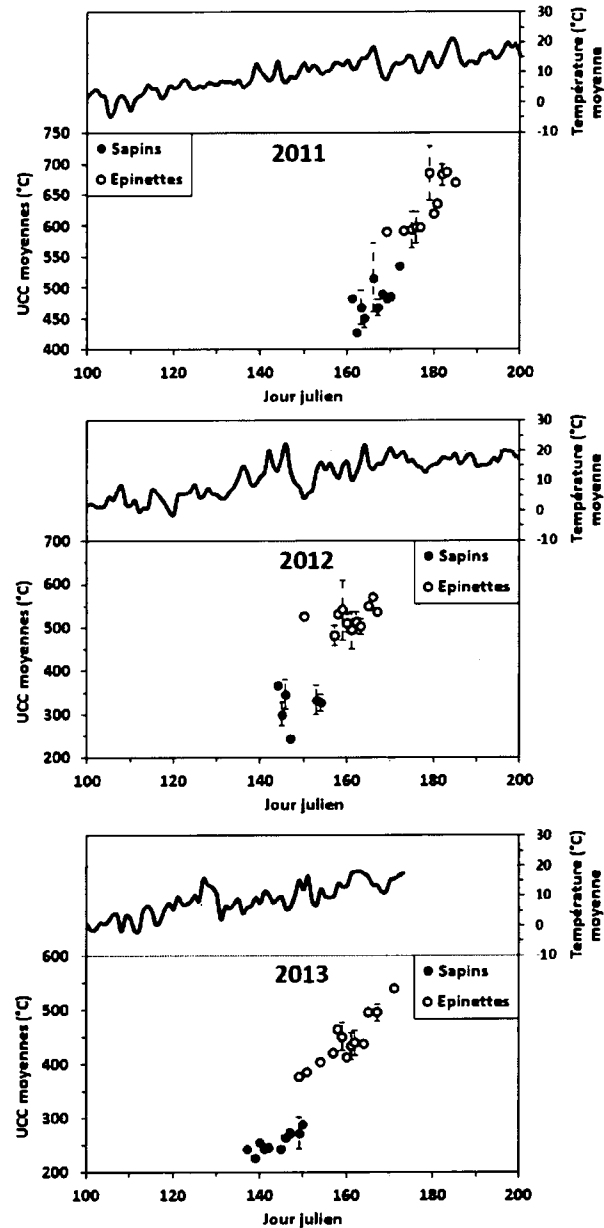 30
20
10
0
-10
Température (°C)
moyenne
750
700
650
600
550
500
450
400
UCC moyennes (°C)
Sapins
Epinettes
2011
100 120 140 160 180 200
Jour julien
30
20
10
0
-10
Température (°C)
moyenne
700
600
500
400
300
200
UCC moyennes (°C)
2012
Sapins
Epinettes
100 120 140 160 180 200
Jour julien
30
20
10
0
-10
Température (°C)
moyenne
600
500
400
300
200
UCC moyennes (°C)
2013
Sapins
Epinettes
100 120 140 160 180 200
Jour julien